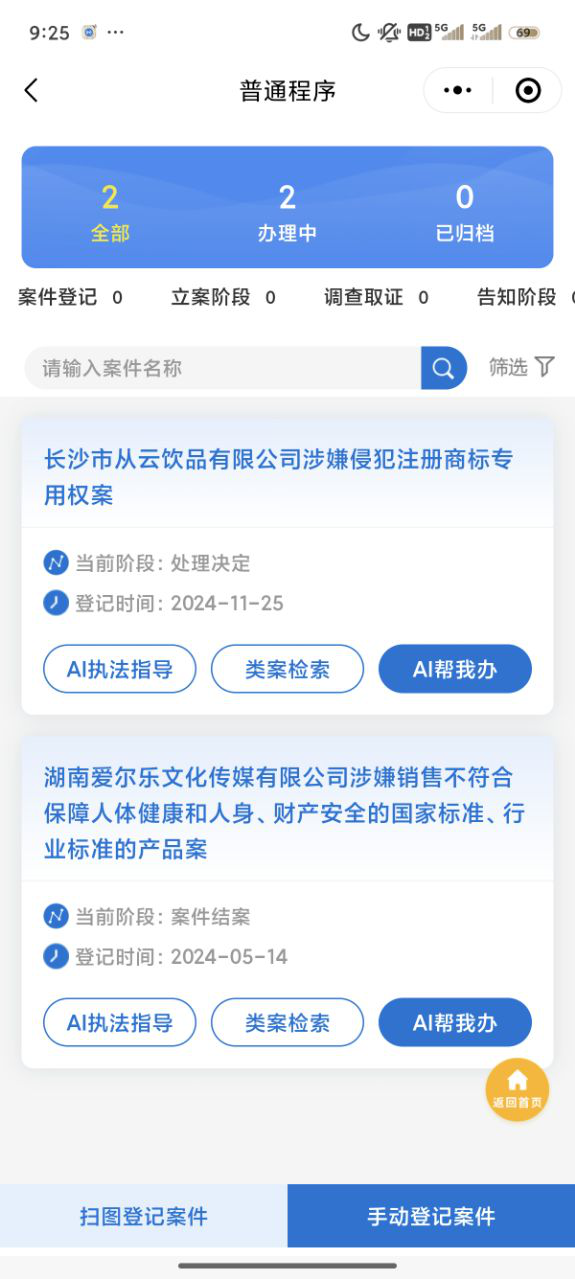 9:25
HD 5G 5G 69
普通程序
2 2 0
全部 办理中 已归档
案件登记 0 立案阶段 0 调查取证 0 告知阶段
请输入案件名称 筛选
长沙市从云饮品有限公司涉嫌侵犯注册商标专
用权案
当前阶段：处理决定
登记时间：2024-11-25
AI执法指导 类案检索 AI帮我办
湖南爱尔乐文化传媒有限公司涉嫌销售不符合
保障人体健康和人身、财产安全的国家标准、行
业标准的产品案
当前阶段：案件结案
登记时间：2024-05-14
AI执法指导 类案检索 AI帮我办
返回首页
扫图登记案件 手动登记案件